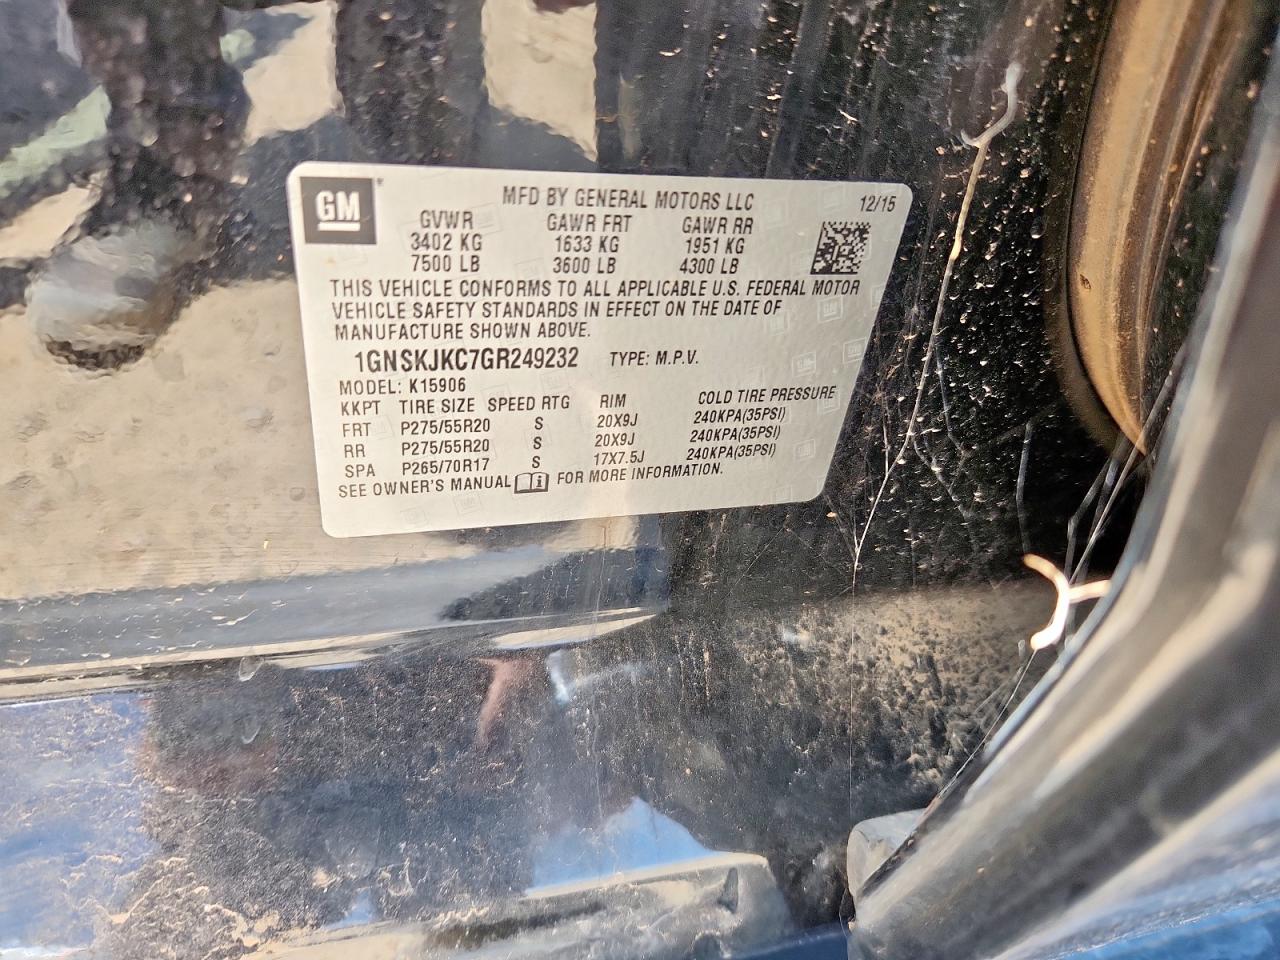 GM MFD BY GENERAL MOTORS LLC 12/15
GVWR GAWR FRT GAWR RR
3402 KG 1633 KG 1951 KG
7500 LB 3600 LB 4300 LB
THIS VEHICLE CONFORMS TO ALL APPLICABLE U.S. FEDERAL MOTOR
VEHICLE SAFETY STANDARDS IN EFFECT ON THE DATE OF
MANUFACTURE SHOWN ABOVE.
1GNSKJKC7GR249232 TYPE: M.P.V.
MODEL: K15906
KKPT TIRE SIZE SPEED RTG RIM COLD TIRE PRESSURE
FRT P275/55R20 S 20X9J 240KPA(35PSI)
RR P275/55R20 S 20X9J 240KPA(35PSI)
SPA P265/70R17 S 17X7.5J 240KPA(35PSI)
SEE OWNER'S MANUAL i FOR MORE INFORMATION.